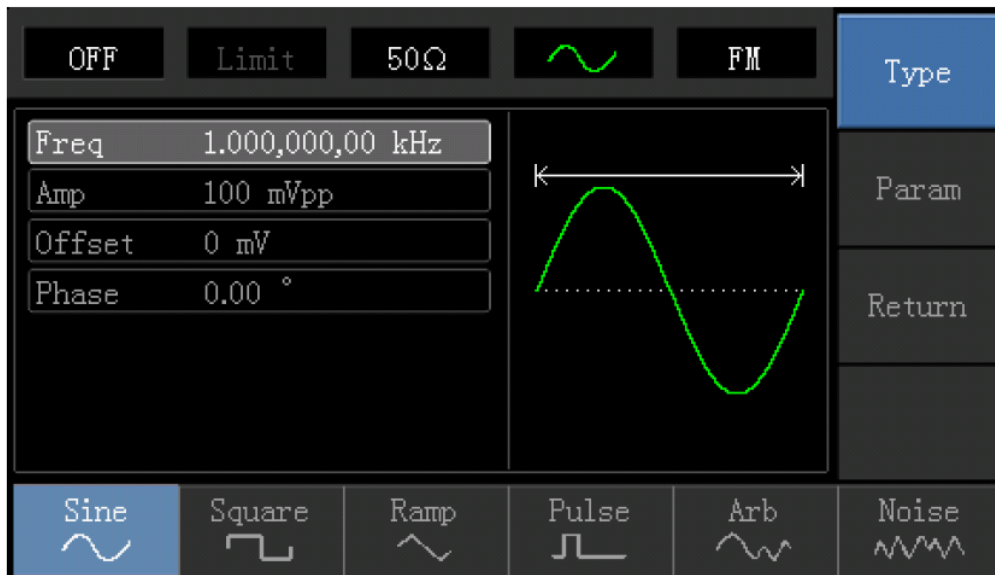 OFF Limit 50Ω FM Type
Freq 1.000,000,00 kHz
Amp 100 mVpp
Offset 0 mV
Phase 0.00 °
Param
Return
Sine Square Ramp Pulse Arb Noise